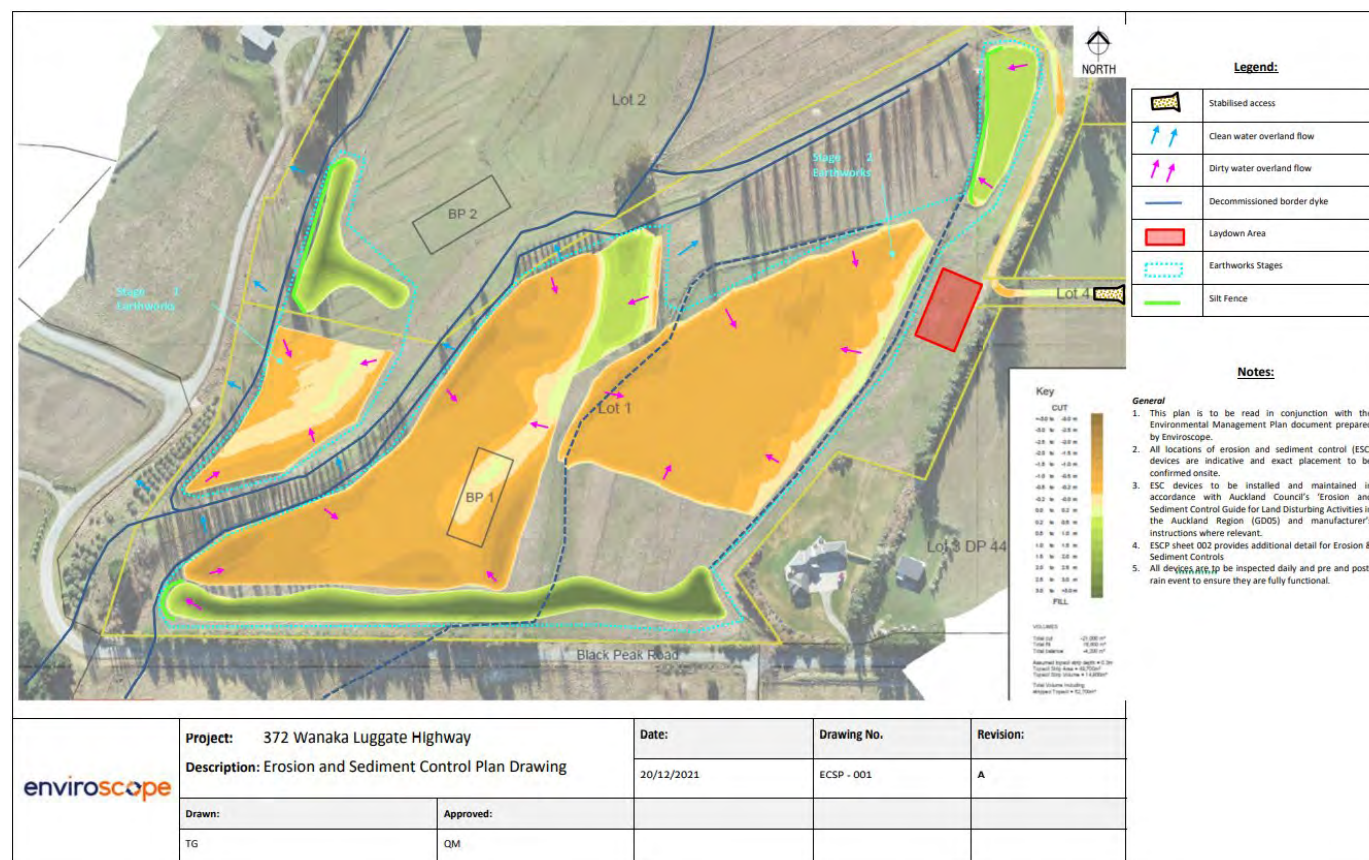 NORTH
Lot 2
Stage 2
Earthworks
BP 2
Stage 1
Earthworks
Lot 4
Lot 1
BP 1
Lot 3 DP 44
Black Peak Road
Legend:
Stabilised access
Clean water overland flow
Dirty water overland flow
Decommissioned border dyke
Laydown Area
Earthworks Stages
Silt Fence
Notes:
General
1. This plan is to be read in conjunction with the
Environmental Management Plan document prepared
by Enviroscope.
2. All locations of erosion and sediment control (ESC
devices are indicative and exact placement to be
confirmed onsite.
3. ESC devices to be installed and maintained in
accordance with Auckland Council's 'Erosion and
Sediment Control Guide for Land Disturbing Activities in
the Auckland Region (GD05) and manufacturer's
instructions where relevant.
4. ESCP sheet 002 provides additional detail for Erosion &
Sediment Controls
5. All devices are to be inspected daily and pre and post
rain event to ensure they are fully functional.
Key
CUT
FILL
VOLUMES
enviroscope
Project: 372 Wanaka Luggate Highway
Description: Erosion and Sediment Control Plan Drawing
Date:
Drawing No.
Revision:
20/12/2021
ECSP - 001
A
Drawn:
Approved:
TG
QM